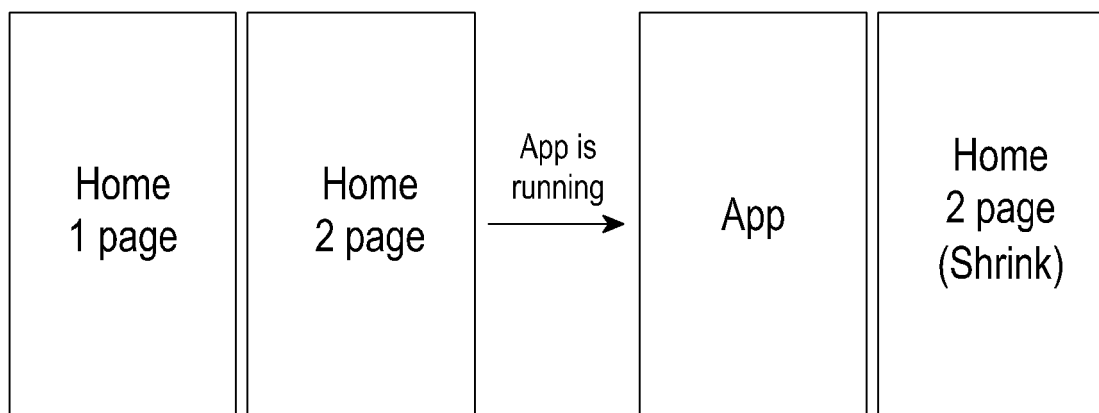 Home
1 page
Home
2 page
App is
running
App
Home
2 page
(Shrink)